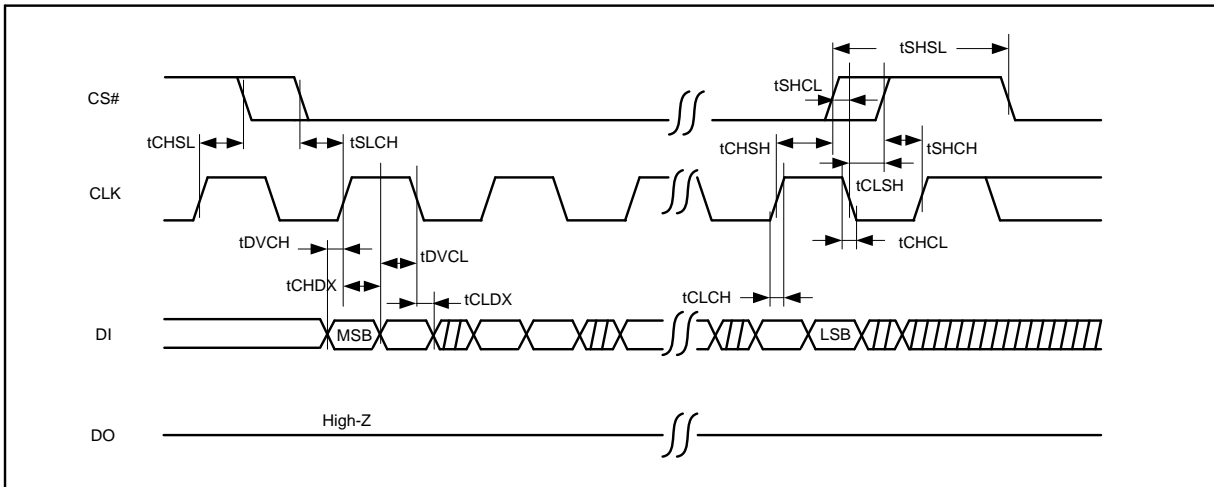 tSHSL
CS#
tSHCL
tCHSL
tSLCH
tCHSH
tSHCH
tCLSH
CLK
tDVCH
tDVCL
tCHCL
tCHDX
tCLDX
tCLCH
DI
MSB
LSB
High-Z
DO